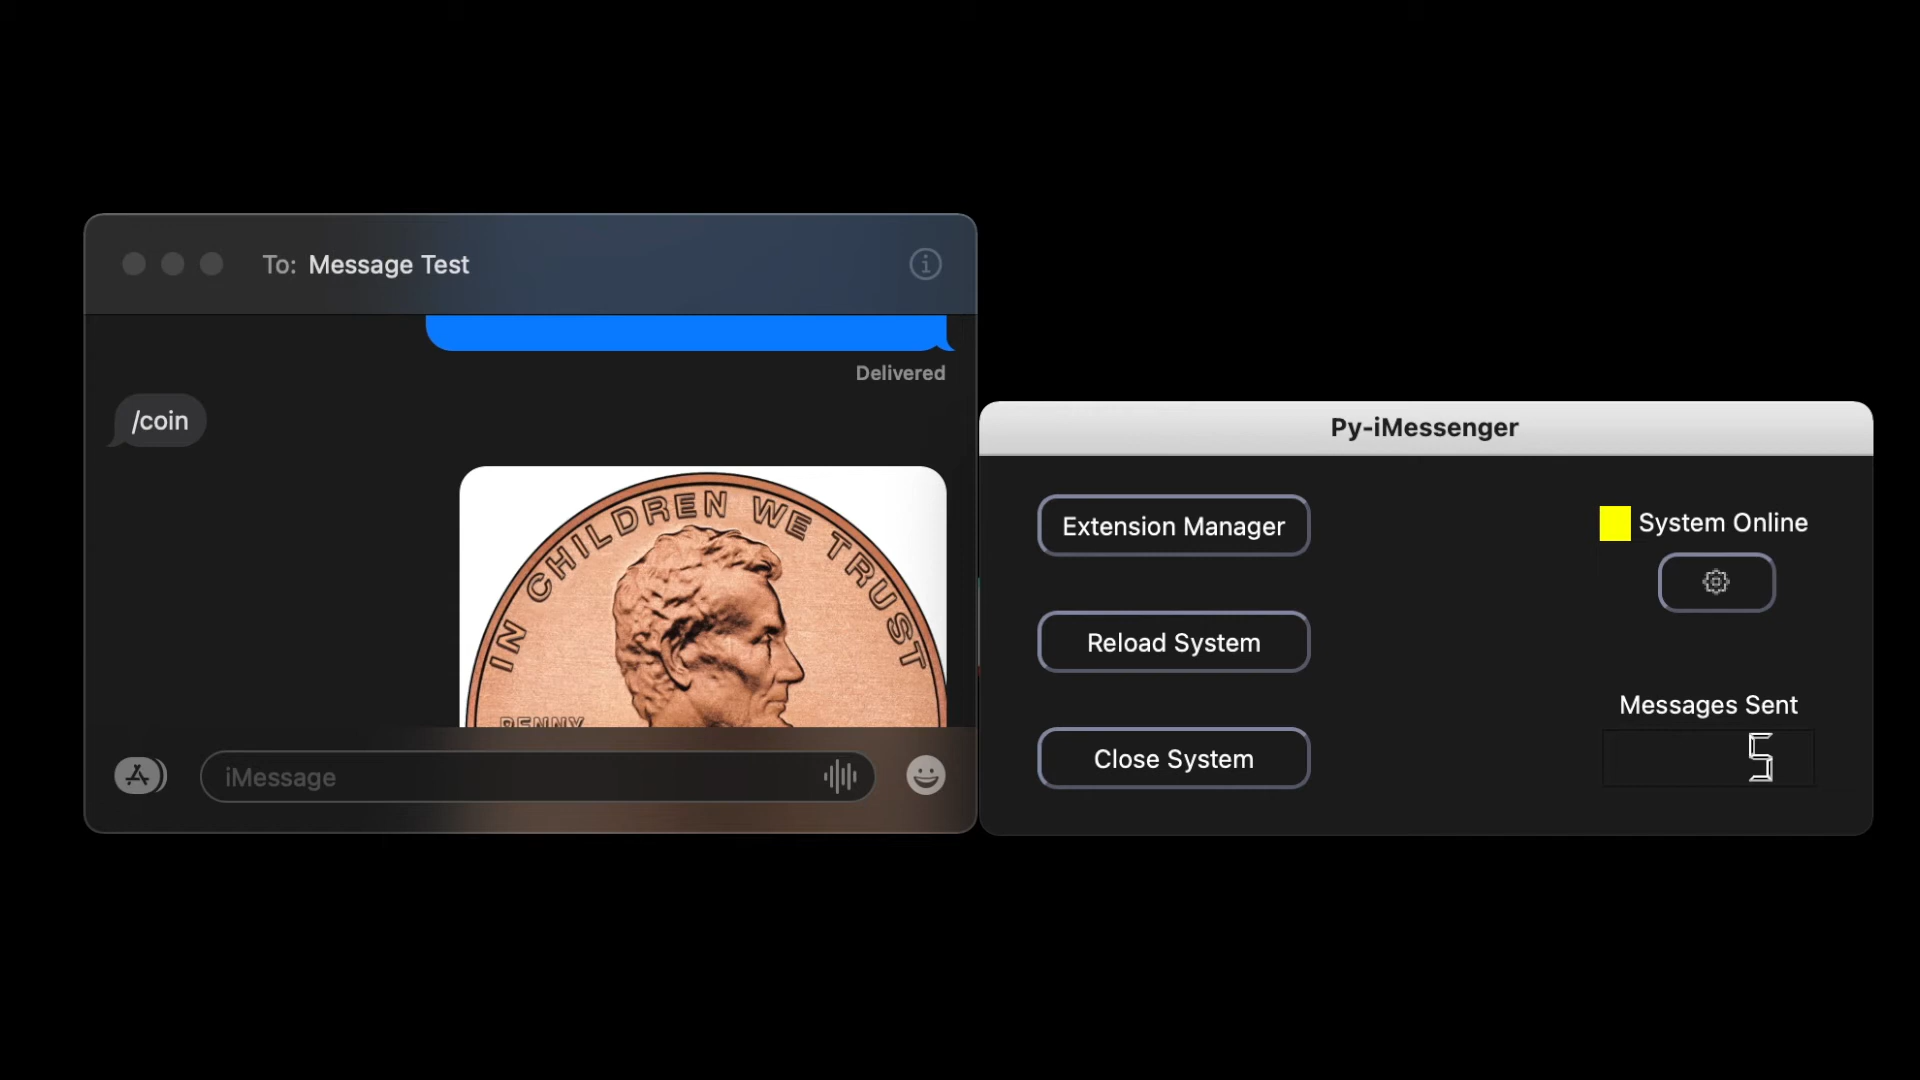 To: Message Test
Delivered
/coin
IN CHILDREN WE TRUST
PENNY
iMessage
Py-iMessenger
Extension Manager
System Online
Reload System
Messages Sent
5
Close System